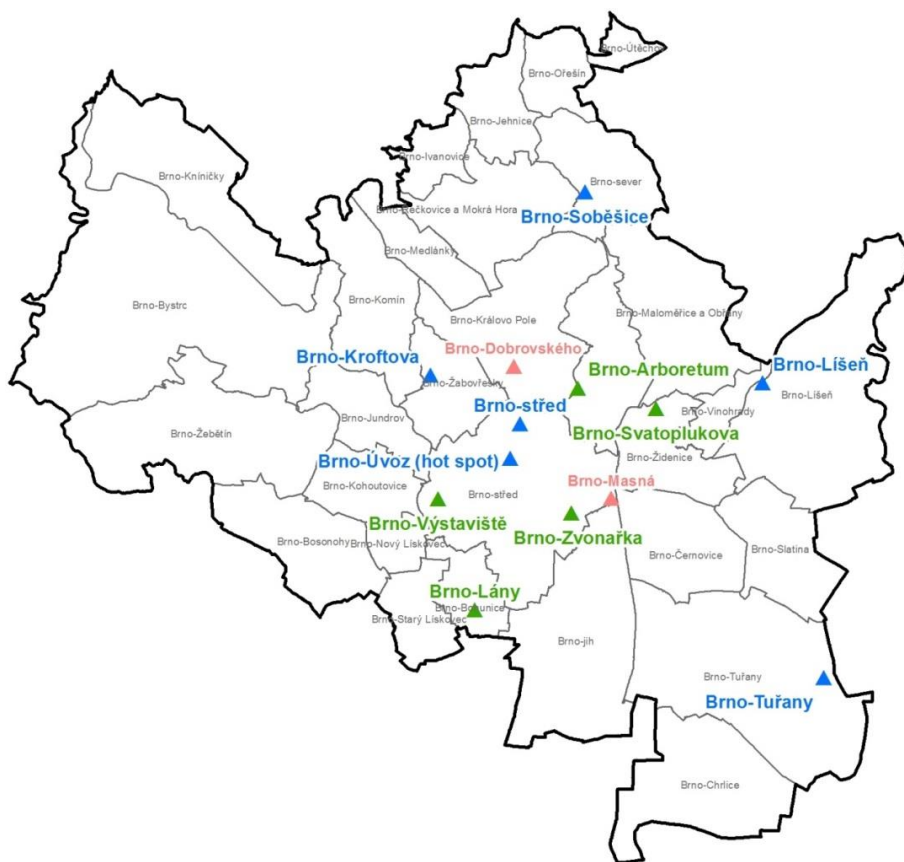 Brno-Útěchov
Brno-Ořešín
Brno-Jehnice
Brno-Ivanovice
Brno-Kníničky
Brno-sever
Brno-Soběšice
Brno-Řečkovice a Mokrá Hora
Brno-Medlánky
Brno-Komín
Brno-Bystrc
Brno-Maloměřice a Obřany
Brno-Královo Pole
Brno-Dobrovského
Brno-Kroftova
Brno-Líšeň
Brno-Arboretum
Brno-Žabovřesky
Brno-Líšeň
Brno-střed
Brno-Vinohrady
Brno-Jundrov
Brno-Svatoplukova
Brno-Žebětín
Brno-Židenice
Brno-Úvoz (hot spot)
Brno-Kohoutovice
Brno-Masná
Brno-střed
Brno-Výstaviště
Brno-Zvonařka
Brno-Bosonohy
Brno-Nový Lískovec
Brno-Černovice
Brno-Slatina
Brno-Lány
Brno-Bohunice
Brno-Starý Lískovec
Brno-jih
Brno-Tuřany
Brno-Tuřany
Brno-Chrlice